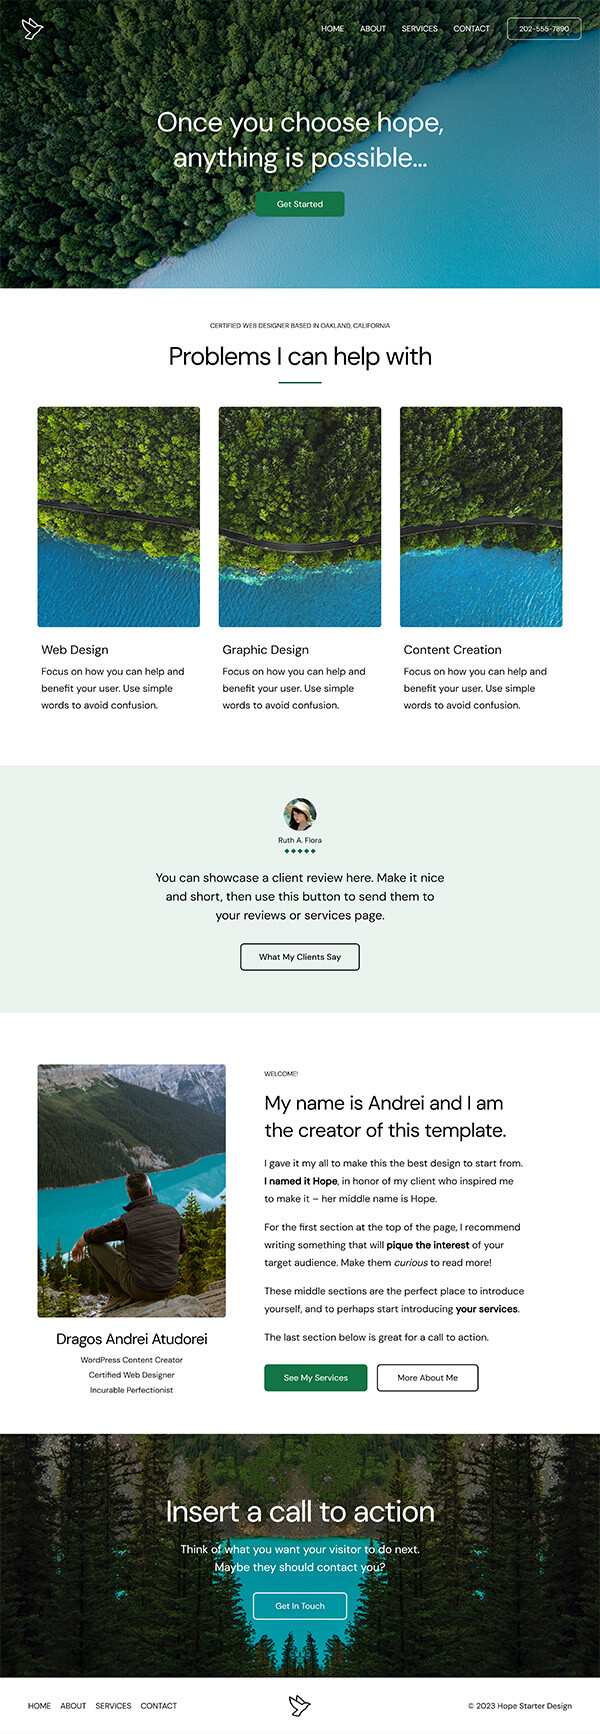 HOME ABOUT SERVICES CONTACT 202-555-7890
Once you choose hope,
anything is possible...
Get Started
CERTIFIED WEB DESIGNER BASED IN OAKLAND, CALIFORNIA
Problems I can help with
Web Design
Focus on how you can help and
benefit your user. Use simple
words to avoid confusion.
Graphic Design
Focus on how you can help and
benefit your user. Use simple
words to avoid confusion.
Content Creation
Focus on how you can help and
benefit your user. Use simple
words to avoid confusion.
Ruth A. Flora
You can showcase a client review here. Make it nice
and short, then use this button to send them to
your reviews or services page.
What My Clients Say
Dragos Andrei Atudorei
WordPress Content Creator
Certified Web Designer
Incurable Perfectionist
WELCOME!
My name is Andrei and I am
the creator of this template.
I gave it my all to make this the best design to start from.
I named it Hope, in honor of my client who inspired me
to make it – her middle name is Hope.
For the first section at the top of the page, I recommend
writing something that will pique the interest of your
target audience. Make them curious to read more!
These middle sections are the perfect place to introduce
yourself, and to perhaps start introducing your services.
The last section below is great for a call to action.
See My Services More About Me
Insert a call to action
Think of what you want your visitor to do next.
Maybe they should contact you?
Get In Touch
HOME ABOUT SERVICES CONTACT © 2023 Hope Starter Design